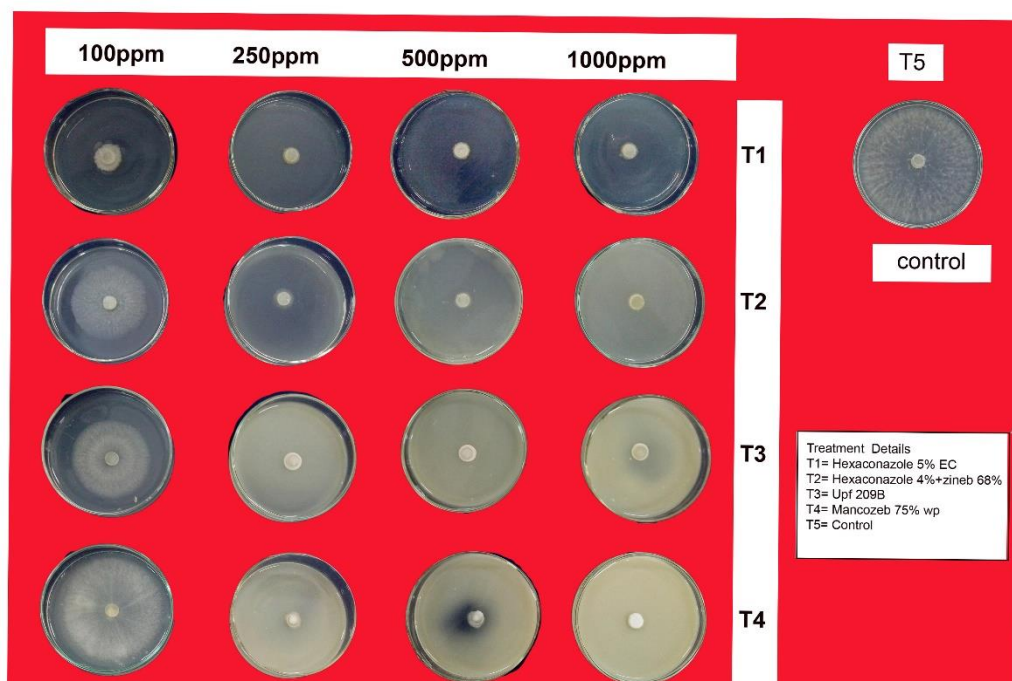 100ppm 250ppm 500ppm 1000ppm
T5
T1
control
T2
T3
Treatment Details
T1= Hexaconazole 5% EC
T2= Hexaconazole 4%+zineb 68%
T3= Upf 209B
T4= Mancozeb 75% wp
T5= Control
T4